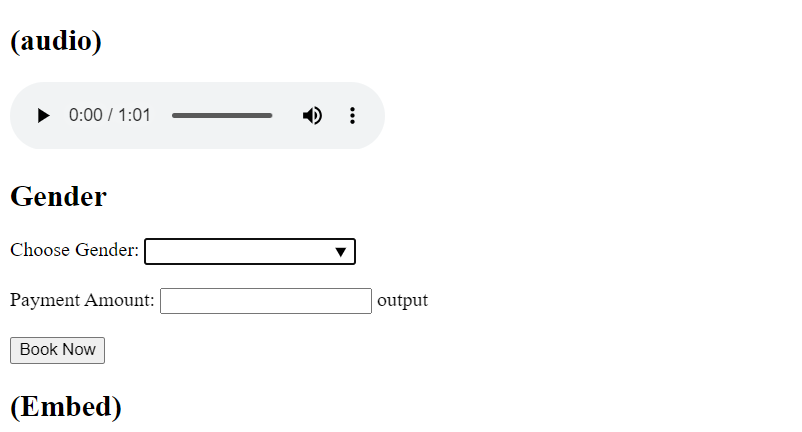 (audio)
0:00 / 1:01
Gender
Choose Gender:
Payment Amount: output
Book Now
(Embed)